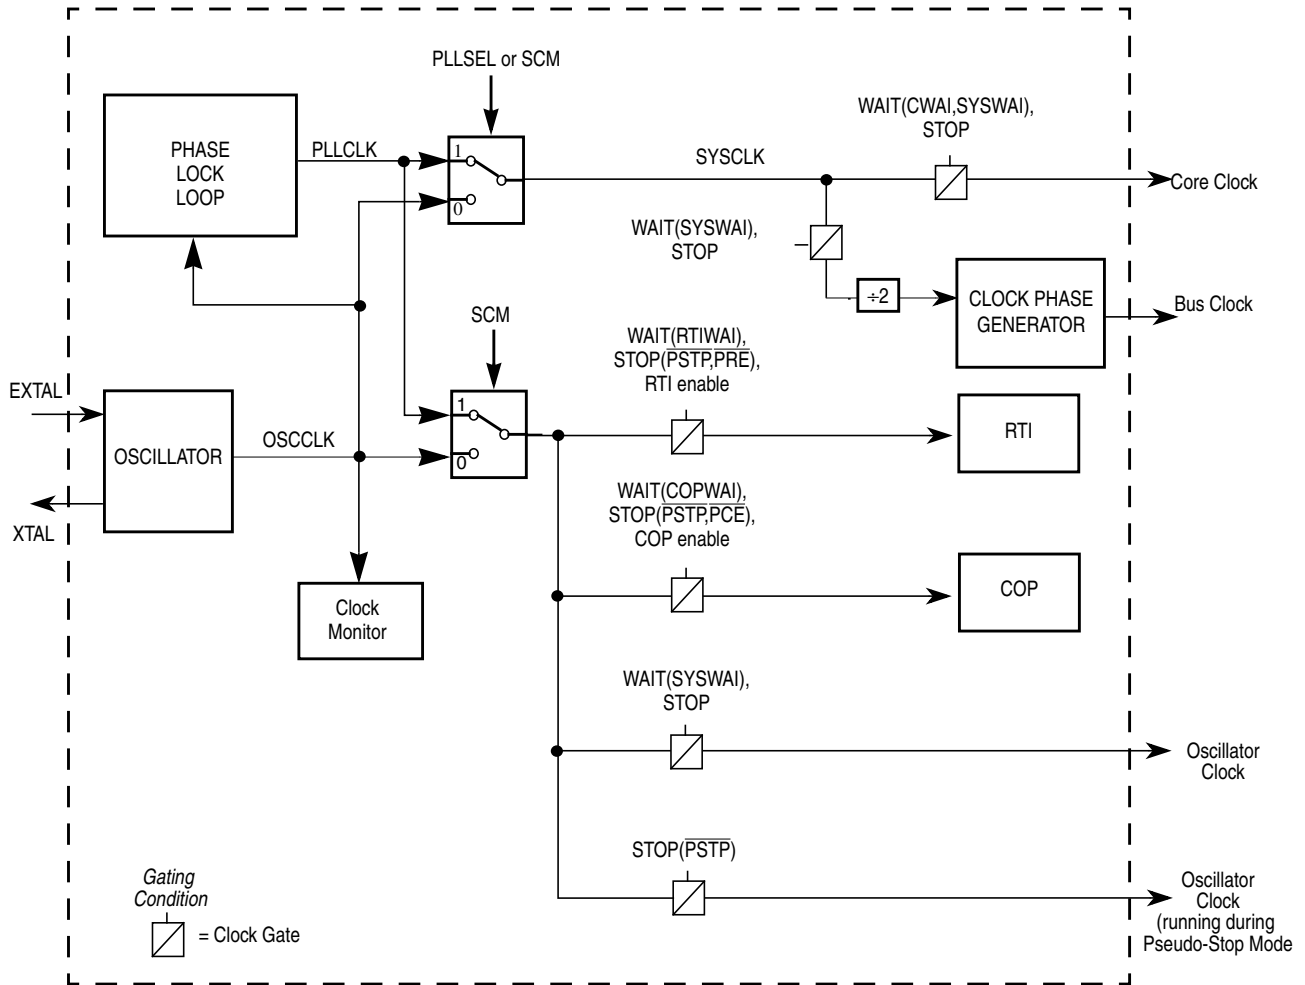 PLLSEL or SCM
WAIT(CWAI,SYSWAI),
STOP
PHASE
LOCK
LOOP
PLLCLK
1
0
SYSCLK
Core Clock
WAIT(SYSWAI),
STOP
÷2
CLOCK PHASE
GENERATOR
Bus Clock
SCM
WAIT(RTIWAI),
STOP(PSTP,PRE),
RTI enable
EXTAL
OSCILLATOR
OSCCLK
1
0
RTI
XTAL
WAIT(COPWAI),
STOP(PSTP,PCE),
COP enable
COP
Clock
Monitor
WAIT(SYSWAI),
STOP
Oscillator
Clock
STOP(PSTP)
Oscillator
Clock
(running during
Pseudo-Stop Mode
Gating
Condition
= Clock Gate